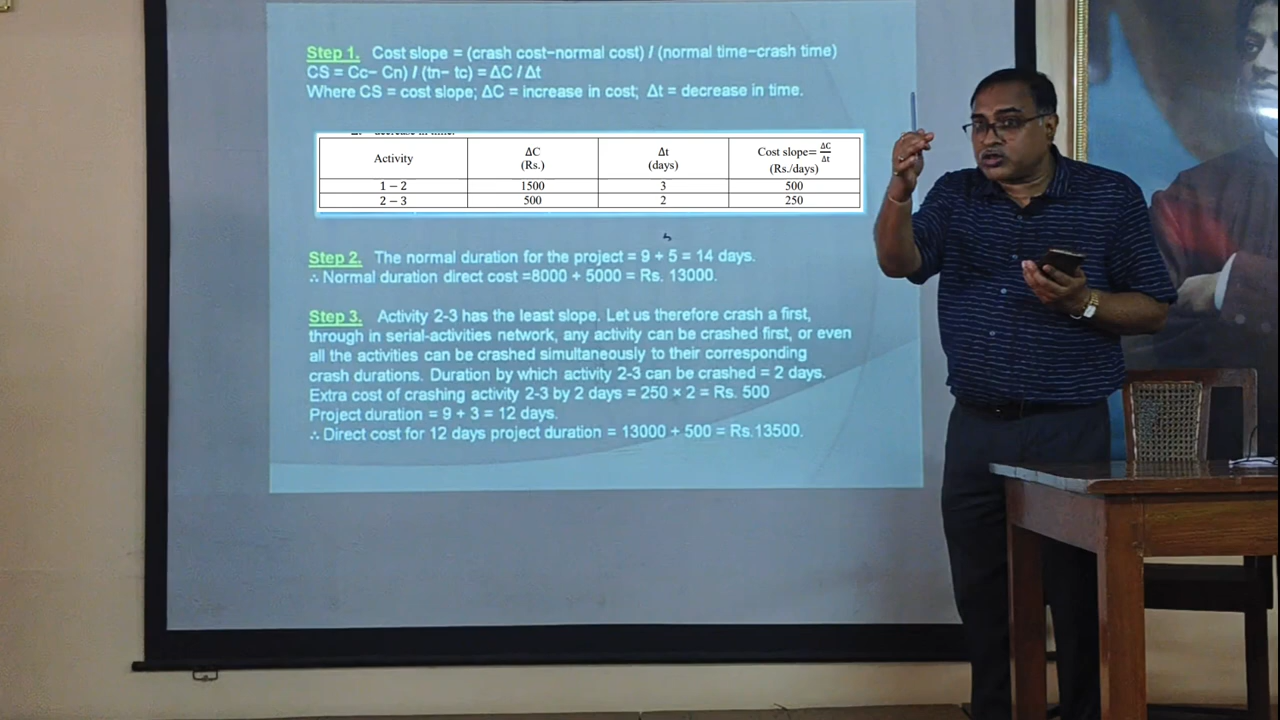 Step 1. Cost slope = (crash cost−normal cost) / (normal time−crash time)
CS = Cc− Cn) / (tn− tc) = ΔC / Δt
Where CS = cost slope; ΔC = increase in cost; Δt = decrease in time.
Δt = decrease in time.
Activity ΔC (Rs.) Δt (days) Cost slope= ΔC/Δt (Rs./days)
1 − 2 1500 3 500
2 − 3 500 2 250
Step 2. The normal duration for the project = 9 + 5 = 14 days.
∴ Normal duration direct cost =8000 + 5000 = Rs. 13000.
Step 3. Activity 2-3 has the least slope. Let us therefore crash a first,
through in serial-activities network, any activity can be crashed first, or even
all the activities can be crashed simultaneously to their corresponding
crash durations. Duration by which activity 2-3 can be crashed = 2 days.
Extra cost of crashing activity 2-3 by 2 days = 250 × 2 = Rs. 500
Project duration = 9 + 3 = 12 days.
∴ Direct cost for 12 days project duration = 13000 + 500 = Rs.13500.